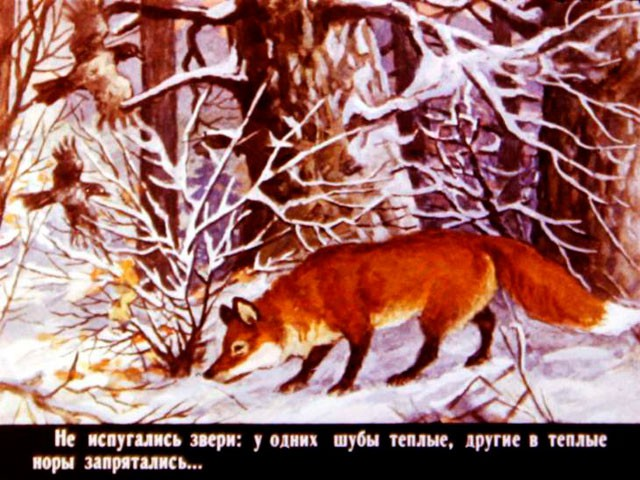 Не испугались звери: у одних шубы теплые, другие в теплые
норы запрятались...